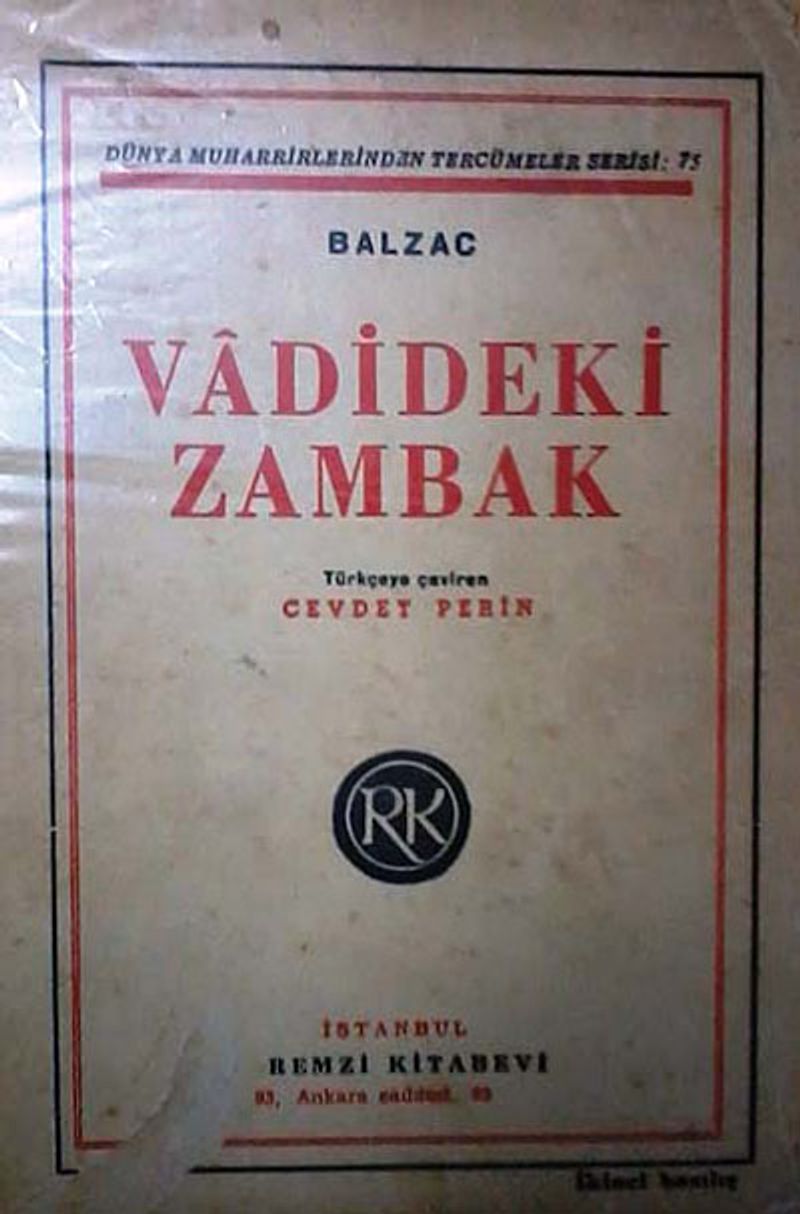 DÜNYA MUHARRİRLERİNDEN TERCÜMELER SERİSİ: 75
BALZAC
VÂDİDEKİ
ZAMBAK
Türkçeye çeviren
CEVDET PERİN
RK
İSTANBUL
REMZİ KİTABEVİ
93, Ankara caddesi, 93
İkinci basılış